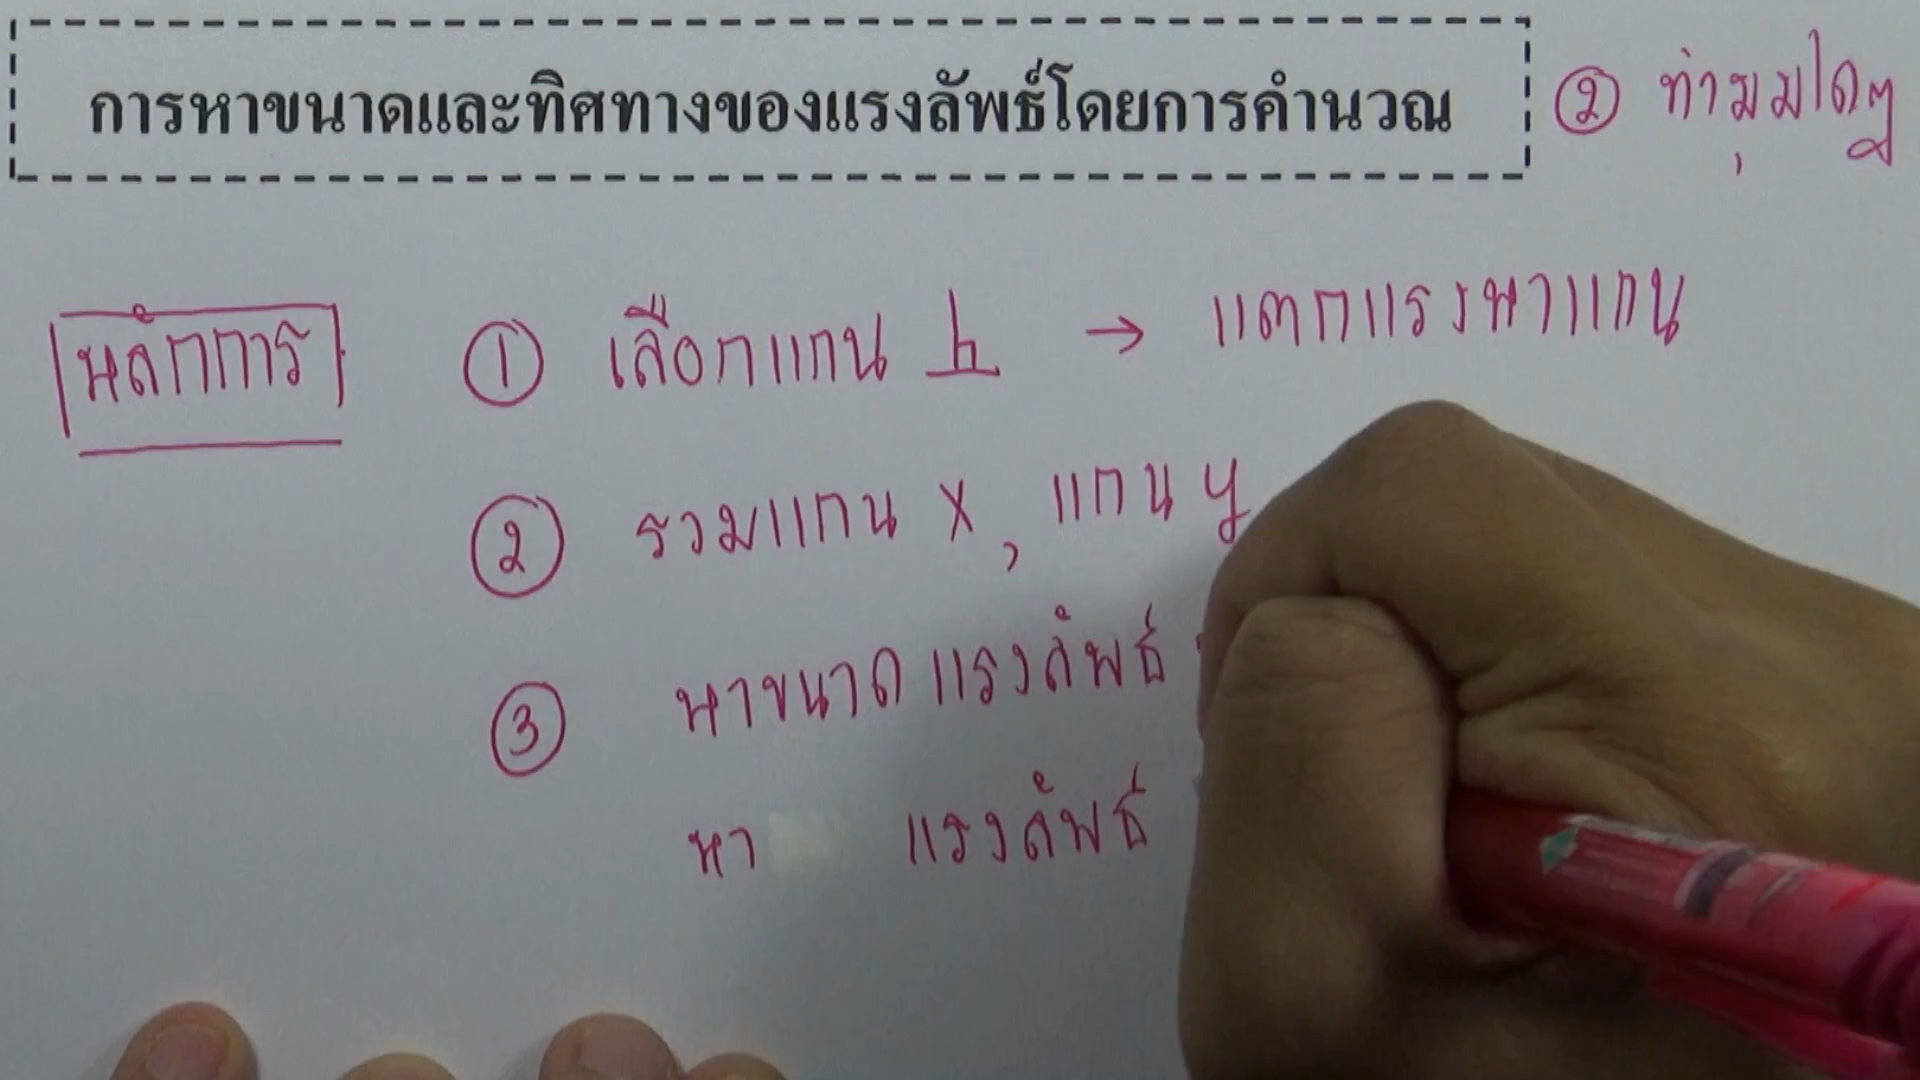 การหาขนาดและทิศทางของแรงลัพธ์โดยการคำนวณ
② ทำมุมใดๆ
หลักการ
① เลือกแกน ⊥ → แตกแรงหาแกน
② รวมแกน x, แกน y
③ หาขนาดแรงลัพธ์
หา แรงลัพธ์